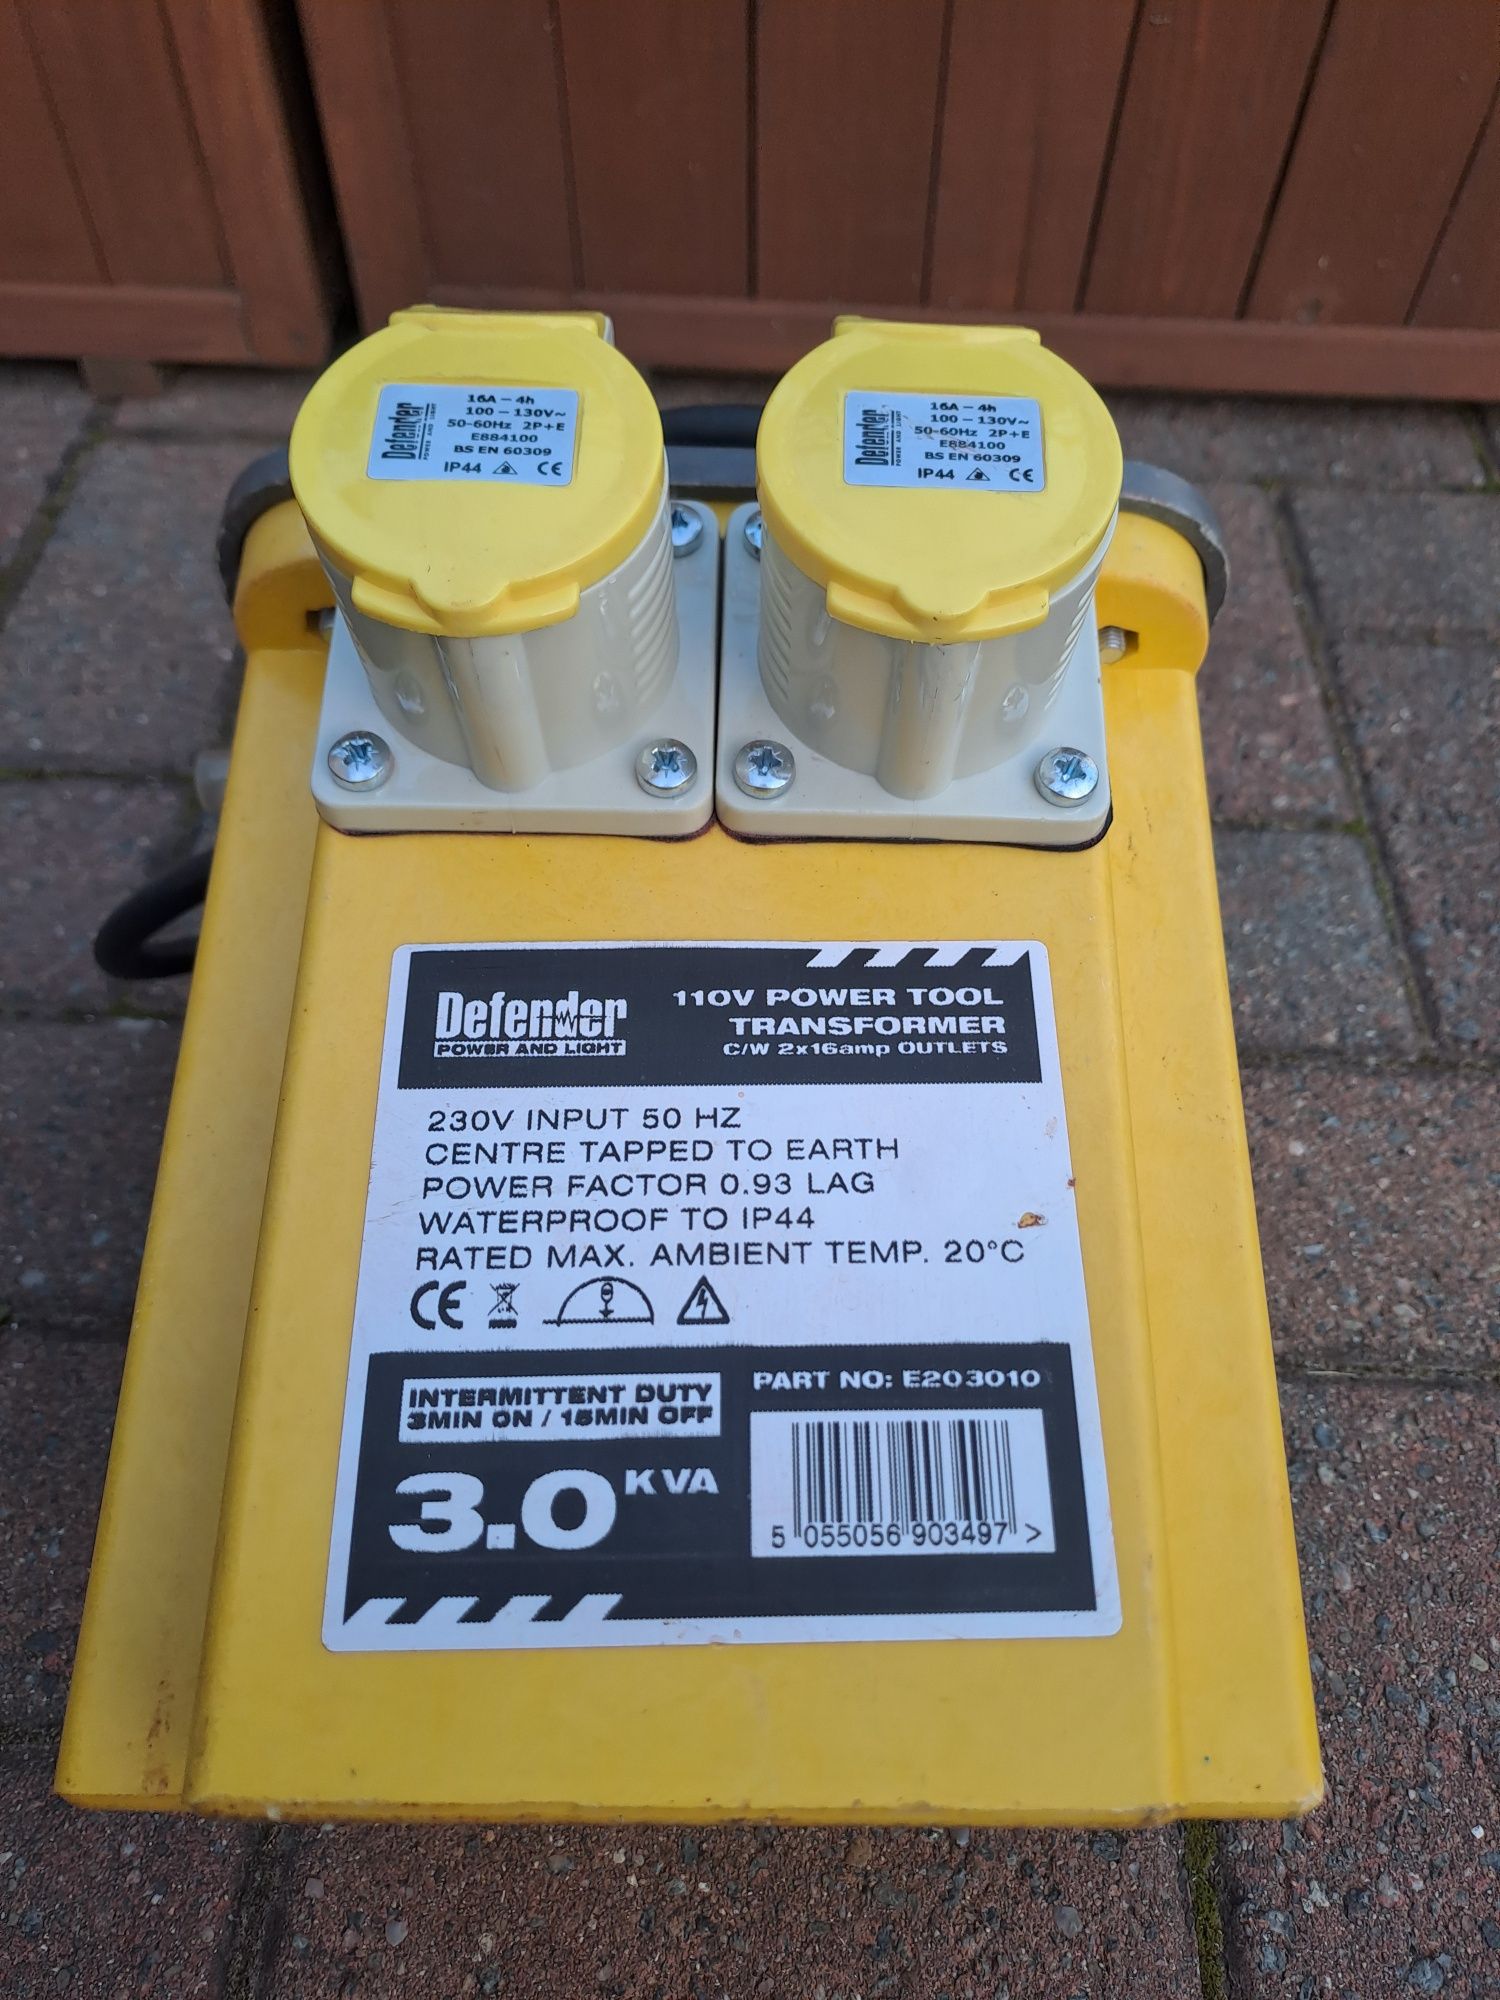 Defender
POWER AND LIGHT
16A – 4h
100 – 130V~
50-60Hz 2P+E
E884100
BS EN 60309
IP44 CE
Defender
POWER AND LIGHT
16A – 4h
100 – 130V~
50-60Hz 2P+E
E884100
BS EN 60309
IP44 CE
Defender
POWER AND LIGHT
110V POWER TOOL
TRANSFORMER
C/W 2x16amp OUTLETS
230V INPUT 50 HZ
CENTRE TAPPED TO EARTH
POWER FACTOR 0.93 LAG
WATERPROOF TO IP44
RATED MAX. AMBIENT TEMP. 20°C
CE
INTERMITTENT DUTY
3MIN ON / 15MIN OFF
3.0 KVA
PART NO: E203010
5 055056 903497 >